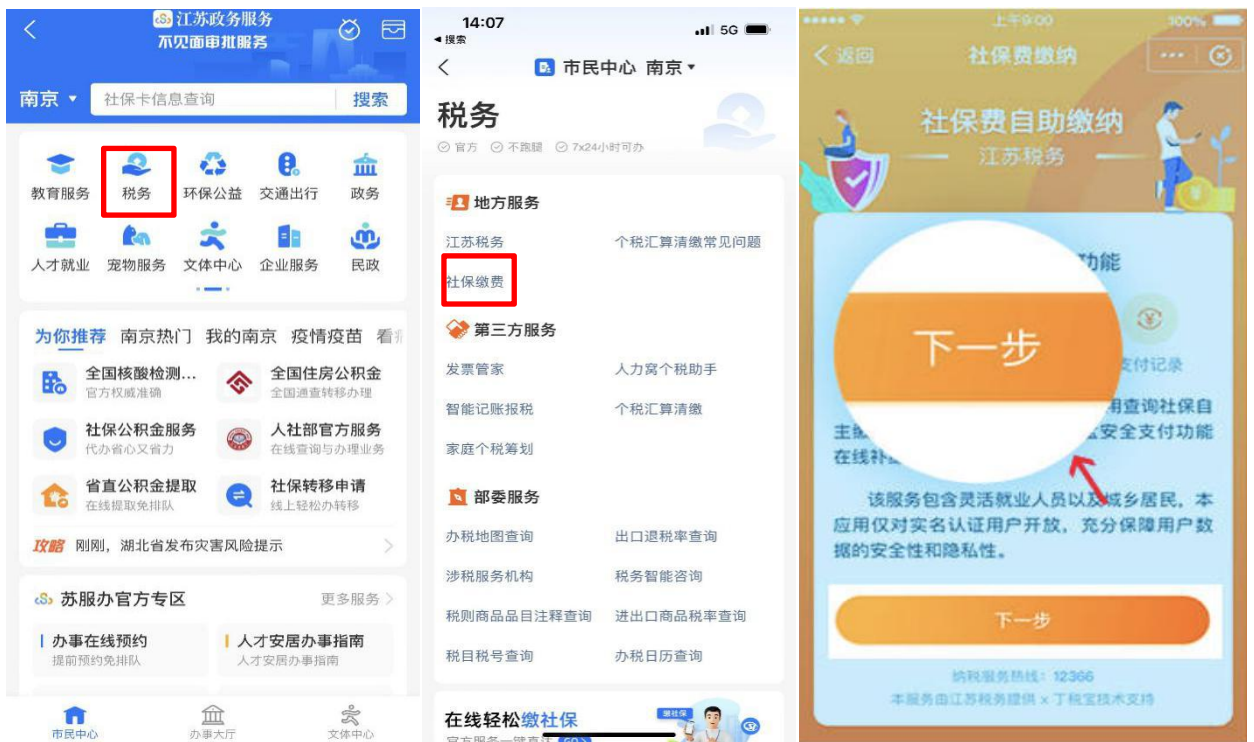 江苏政务服务
不见面审批服务
南京
社保卡信息查询
搜索
教育服务 税务 环保公益 交通出行 政务
人才就业 宠物服务 文体中心 企业服务 民政
为你推荐 南京热门 我的南京 疫情疫苗 看
全国核酸检测...
官方权威准确
全国住房公积金
全国通查转移办理
社保公积金服务
代办省心又省力
人社部官方服务
在线查询与办理业务
省直公积金提取
在线提取免排队
社保转移申请
线上轻松办转移
攻略 刚刚，湖北省发布灾害风险提示
苏服办官方专区
更多服务
办事在线预约
提前预约免排队
人才安居办事指南
人才安居办事指南
市民中心 办事大厅 文体中心
14:07
5G
搜索
市民中心 南京
税务
官方 不跑腿 7x24小时可办
地方服务
江苏税务 个税汇算清缴常见问题
社保缴费
第三方服务
发票管家 人力窝个税助手
智能记账报税 个税汇算清缴
家庭个税筹划
部委服务
办税地图查询 出口退税率查询
涉税服务机构 税务智能咨询
税则商品品目注释查询 进出口商品税率查询
税目税号查询 办税日历查询
在线轻松缴社保
官方服务一键直达 GO>
缴社保
上午9:00
100%
返回
社保费缴纳
社保费自助缴纳
江苏税务
功能
下一步
支付记录
用查询社保自
主缴
安全支付功能
在线补
该服务包含灵活就业人员以及城乡居民，本
应用仅对实名认证用户开放，充分保障用户数
据的安全性和隐私性。
下一步
纳税服务热线：12366
本服务由江苏税务提供 x 丁税宝技术支持